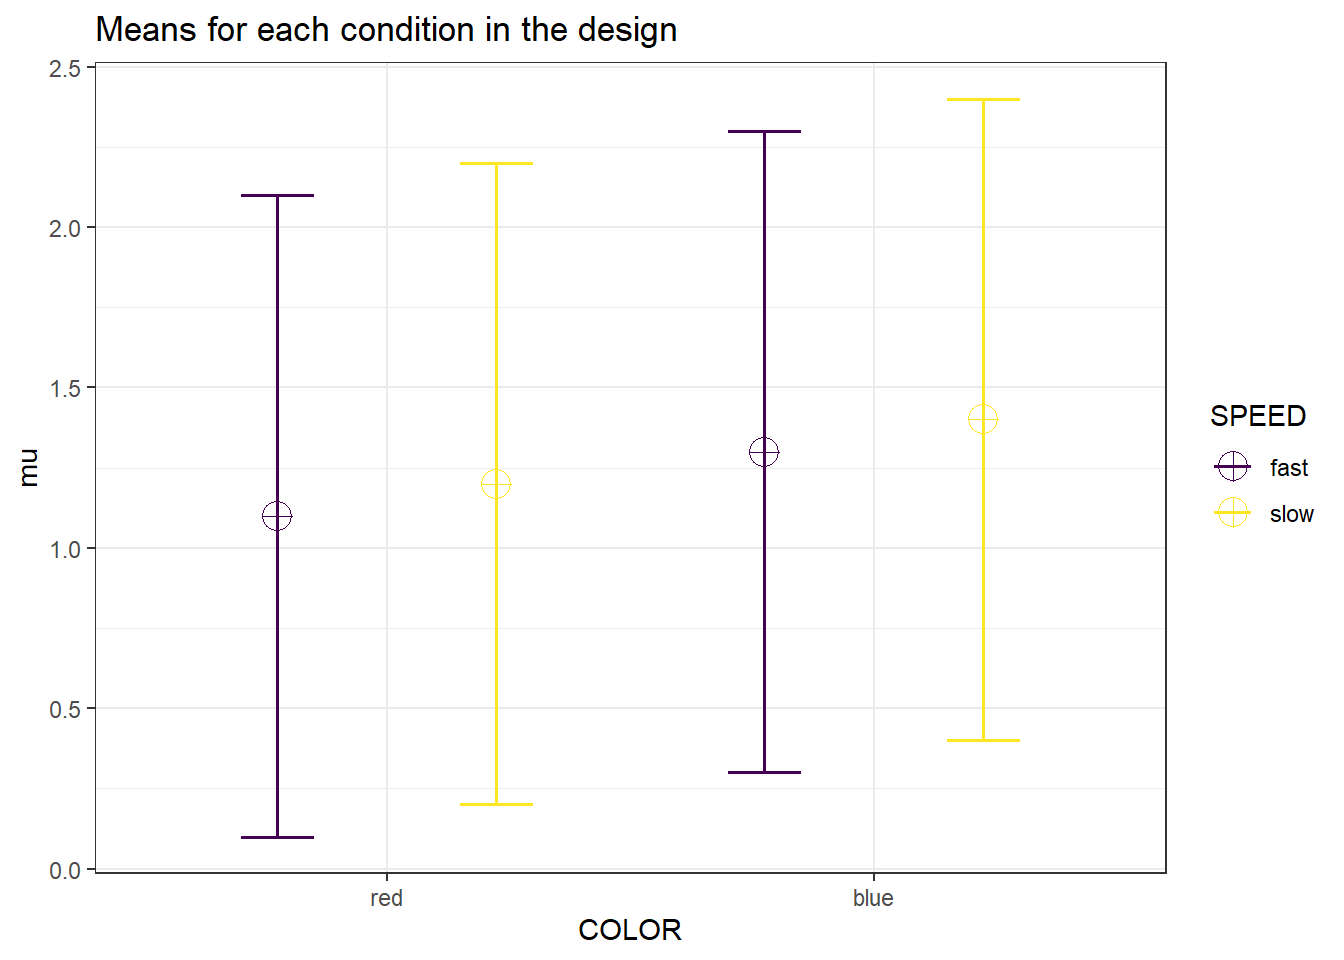 Means for each condition in the design
2.5
2.0
1.5
1.0
0.5
0.0
mu
red
blue
COLOR
SPEED
fast
slow